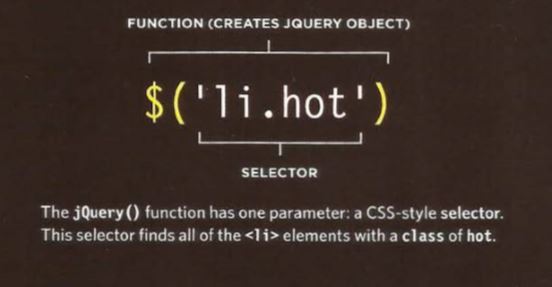 FUNCTION (CREATES JQUERY OBJECT)
$('li.hot')
SELECTOR
The jQuery() function has one parameter: a CSS-style selector.
This selector finds all of the <li> elements with a class of hot.